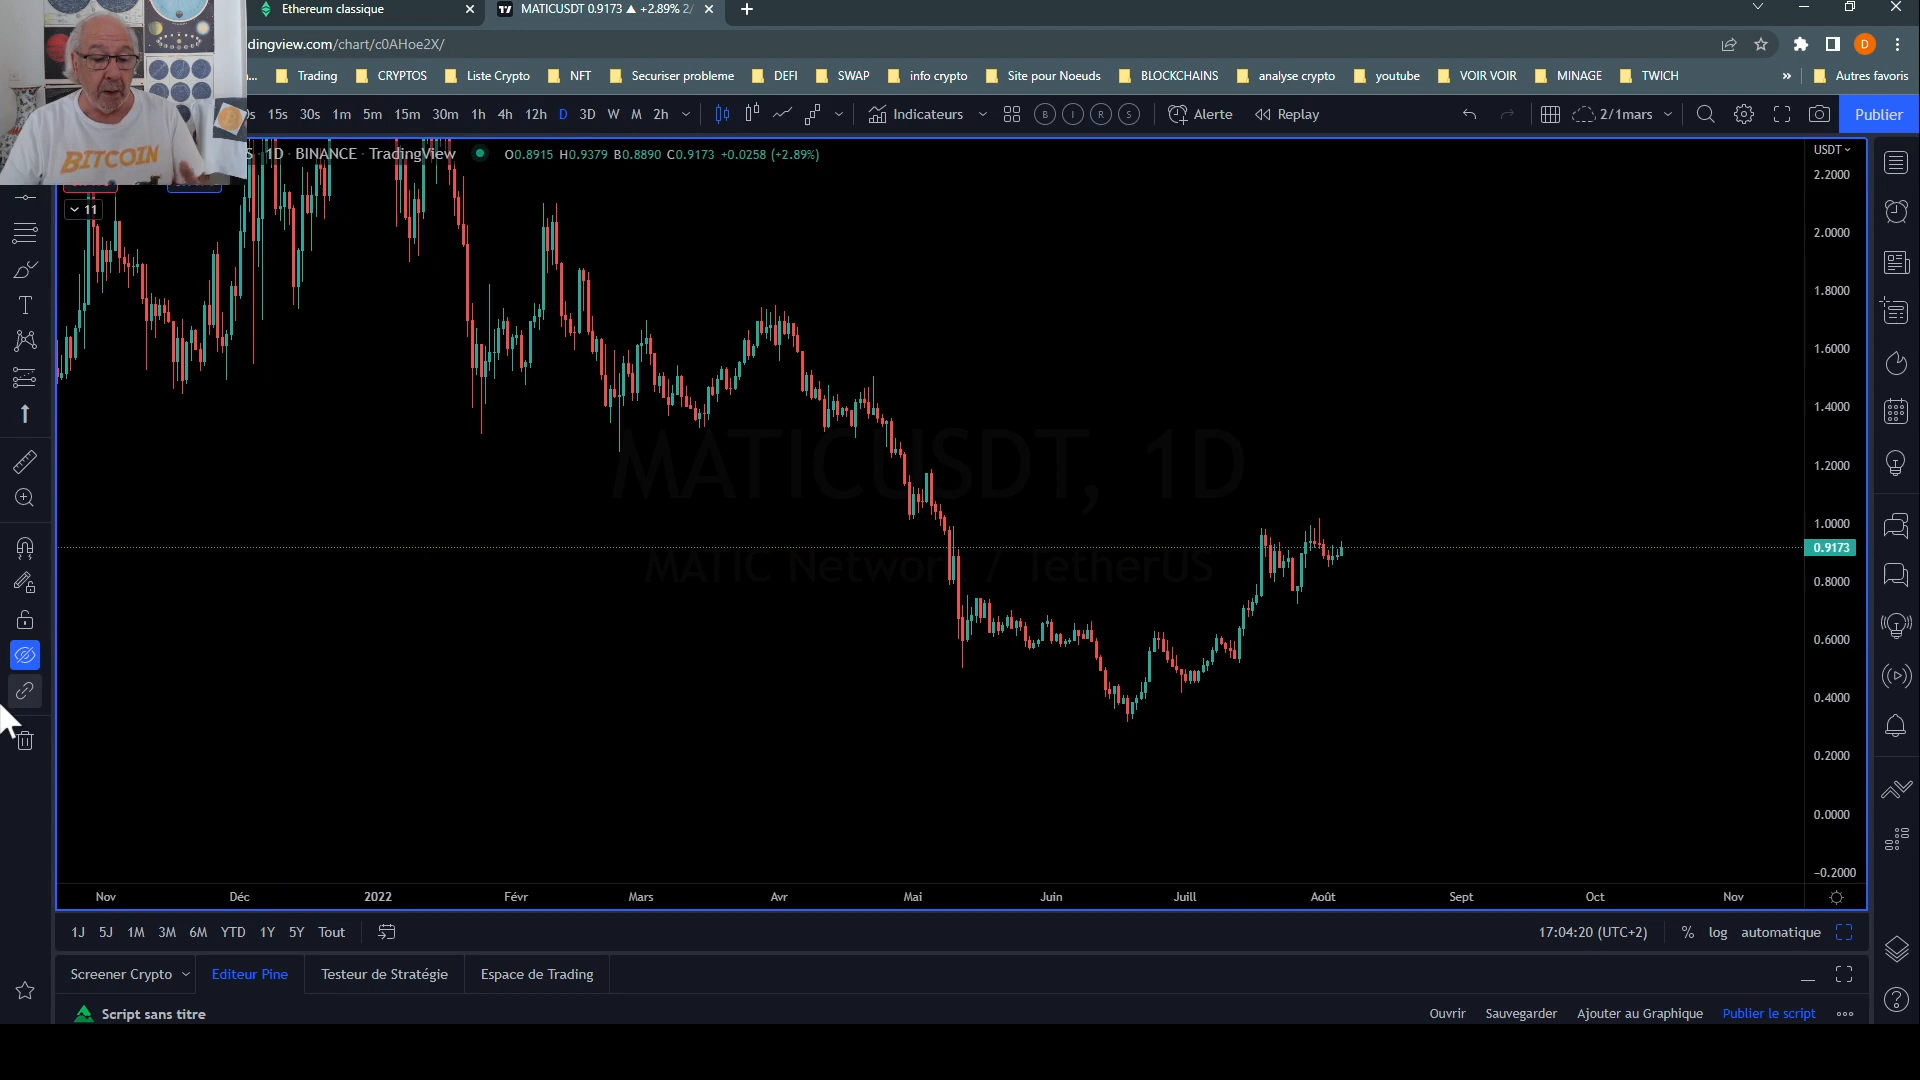 Ethereum classique
MATICUSDT 0.9173 ▲ +2.89% 2/
dingview.com/chart/c0AHoe2X/
Trading CRYPTOS Liste Crypto NFT Securiser probleme DEFI SWAP info crypto Site pour Noeuds BLOCKCHAINS analyse crypto youtube VOIR VOIR MINAGE TWICH » Autres favoris
15s 30s 1m 5m 15m 30m 1h 4h 12h D 3D W M 2h Indicateurs B I R S Alerte Replay 2/1mars Publier
BITCOIN
S · 1D · BINANCE · TradingView O0.8915 H0.9379 B0.8890 C0.9173 +0.0258 (+2.89%)
USDT
11
2.2000
2.0000
1.8000
1.6000
1.4000
1.2000
1.0000
0.9173
0.8000
0.6000
0.4000
0.2000
0.0000
−0.2000
MATICUSDT, 1D
MATIC Network / TetherUS
Nov Déc 2022 Févr Mars Avr Mai Juin Juill Août Sept Oct Nov
1J 5J 1M 3M 6M YTD 1Y 5Y Tout 17:04:20 (UTC+2) % log automatique
Screener Crypto Editeur Pine Testeur de Stratégie Espace de Trading
Script sans titre Ouvrir Sauvegarder Ajouter au Graphique Publier le script